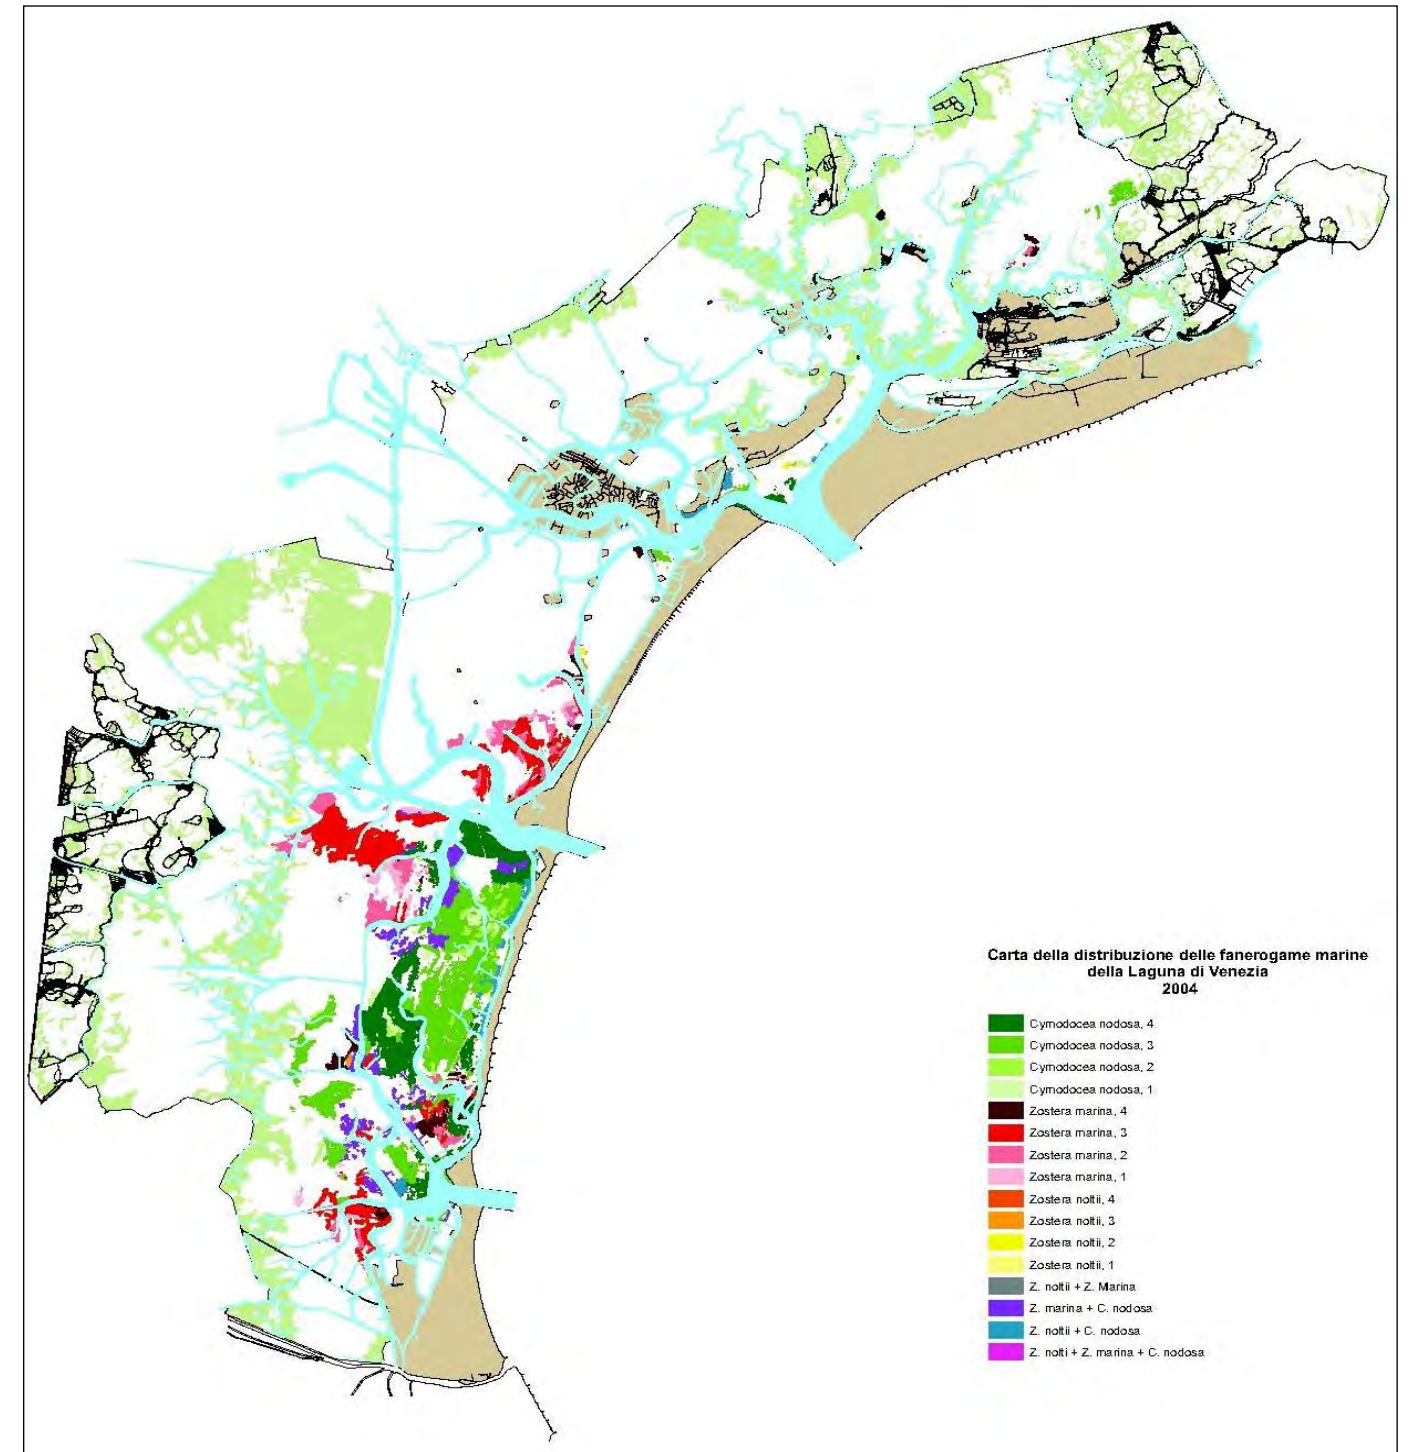 Carta della distribuzione delle fanerogame marine
della Laguna di Venezia
2004
Cymodocea nodosa, 4
Cymodocea nodosa, 3
Cymodocea nodosa, 2
Cymodocea nodosa, 1
Zostera marina, 4
Zostera marina, 3
Zostera marina, 2
Zostera marina, 1
Zostera noltii, 4
Zostera noltii, 3
Zostera noltii, 2
Zostera noltii, 1
Z. noltii + Z. Marina
Z. marina + C. nodosa
Z. noltii + C. nodosa
Z. nolti + Z. marina + C. nodosa